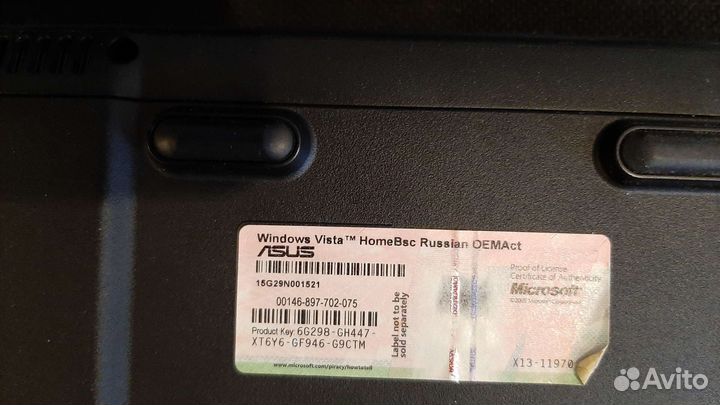 Windows Vista™ HomeBsc Russian OEMAct
ASUS
15G29N001521
00146-897-702-075
Product Key: 6G298-GH447-
XT6Y6-GF946-G9CTM
www.microsoft.com/piracy/howtotell
Label not to be
sold separately
Proof of License
Certificate of Authenticity
Microsoft
X13-11970
Avito